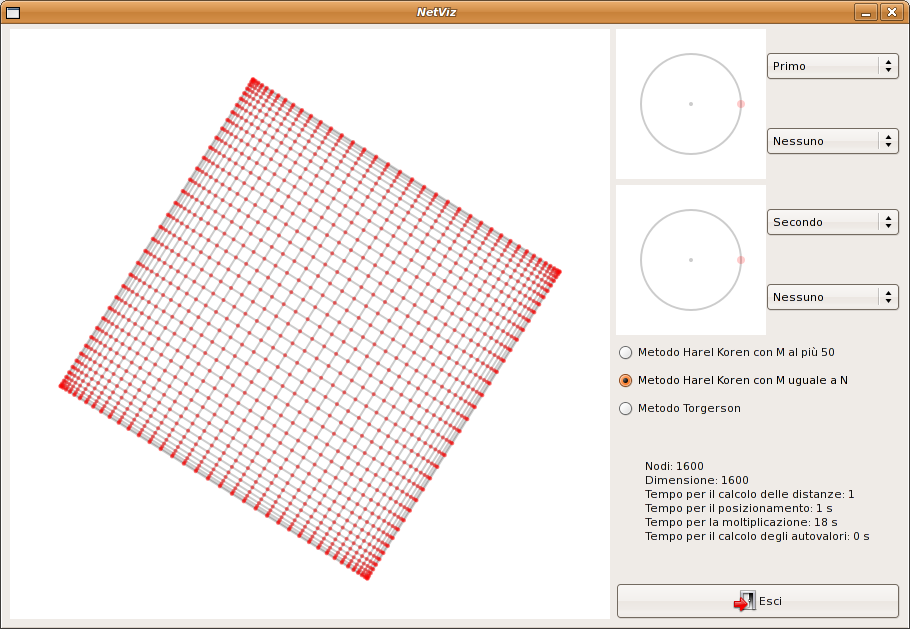 NetViz
Primo
Nessuno
Secondo
Nessuno
Metodo Harel Koren con M al più 50
Metodo Harel Koren con M uguale a N
Metodo Torgerson
Nodi: 1600
Dimensione: 1600
Tempo per il calcolo delle distanze: 1
Tempo per il posizionamento: 1 s
Tempo per la moltiplicazione: 18 s
Tempo per il calcolo degli autovalori: 0 s
Esci